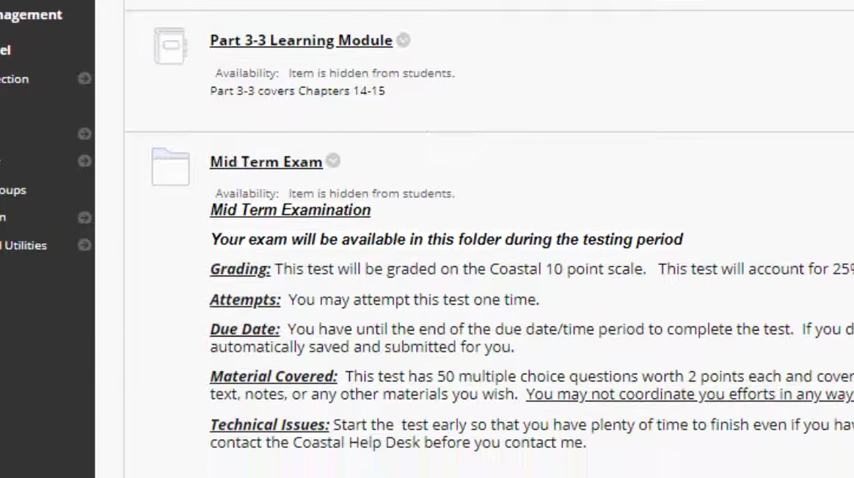 nagement
Part 3-3 Learning Module
el
Availability: Item is hidden from students.
ction
Part 3-3 covers Chapters 14-15
Mid Term Exam
oups
Availability: Item is hidden from students.
Mid Term Examination
n
Your exam will be available in this folder during the testing period
Utilities
Grading: This test will be graded on the Coastal 10 point scale. This test will account for 25%
Attempts: You may attempt this test one time.
Due Date: You have until the end of the due date/time period to complete the test. If you d
automatically saved and submitted for you.
Material Covered: This test has 50 multiple choice questions worth 2 points each and cover
text, notes, or any other materials you wish. You may not coordinate you efforts in any way
Technical Issues: Start the test early so that you have plenty of time to finish even if you ha
contact the Coastal Help Desk before you contact me.